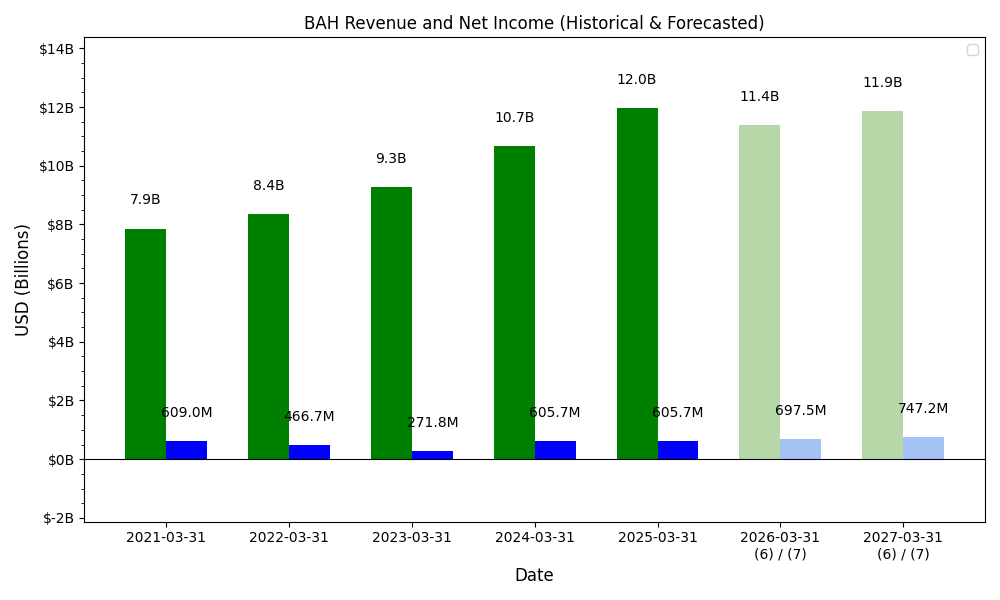 BAH Revenue and Net Income (Historical & Forecasted)
$14B
$12B
$10B
$8B
$6B
$4B
$2B
$0B
$-2B
USD (Billions)
7.9B
8.4B
9.3B
10.7B
12.0B
11.4B
11.9B
609.0M
466.7M
271.8M
605.7M
605.7M
697.5M
747.2M
2021-03-31
2022-03-31
2023-03-31
2024-03-31
2025-03-31
2026-03-31
(6) / (7)
2027-03-31
(6) / (7)
Date